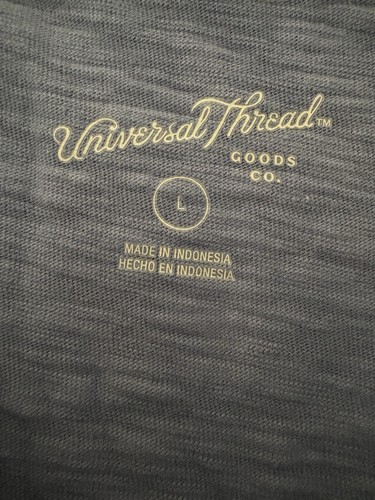 Universal Thread™
GOODS
CO.
L
MADE IN INDONESIA
HECHO EN INDONESIA